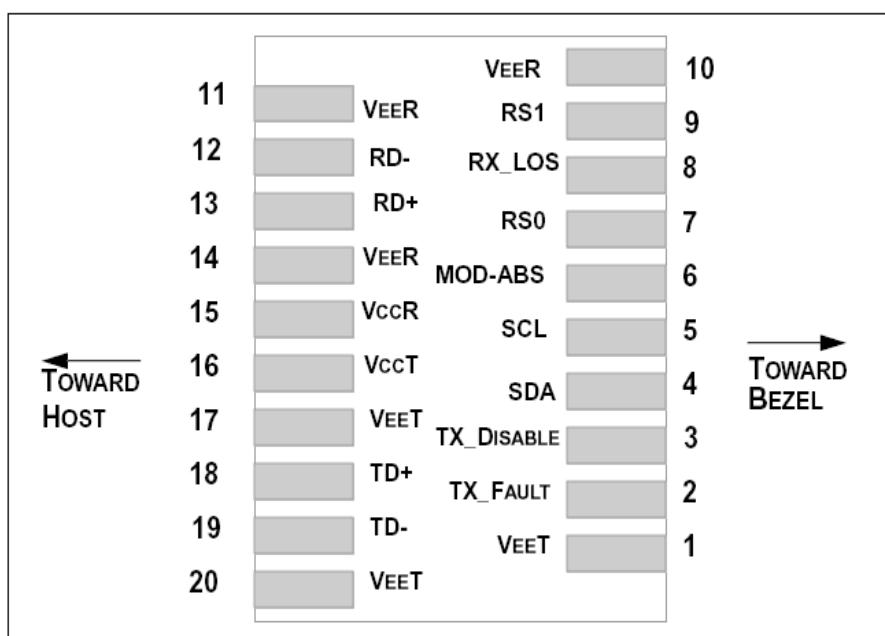 VEER 10
11 VEER
RS1 9
12 RD-
RX_LOS 8
13 RD+
RS0 7
14 VEER
MOD-ABS 6
15 VCCR
SCL 5
16 VCCT
TOWARD HOST
TOWARD BEZEL
SDA 4
17 VEET
TX_DISABLE 3
18 TD+
TX_FAULT 2
19 TD-
VEET 1
20 VEET